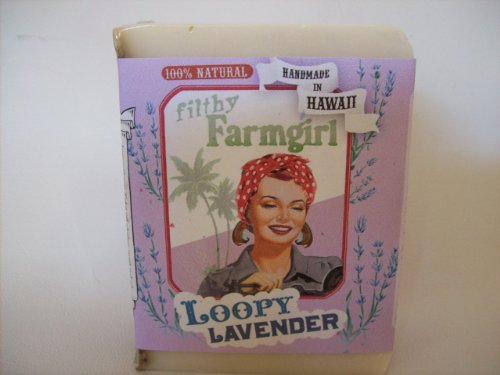 100% NATURAL
HANDMADE
IN
HAWAII
filthy
Farmgirl
LOOPY
LAVENDER